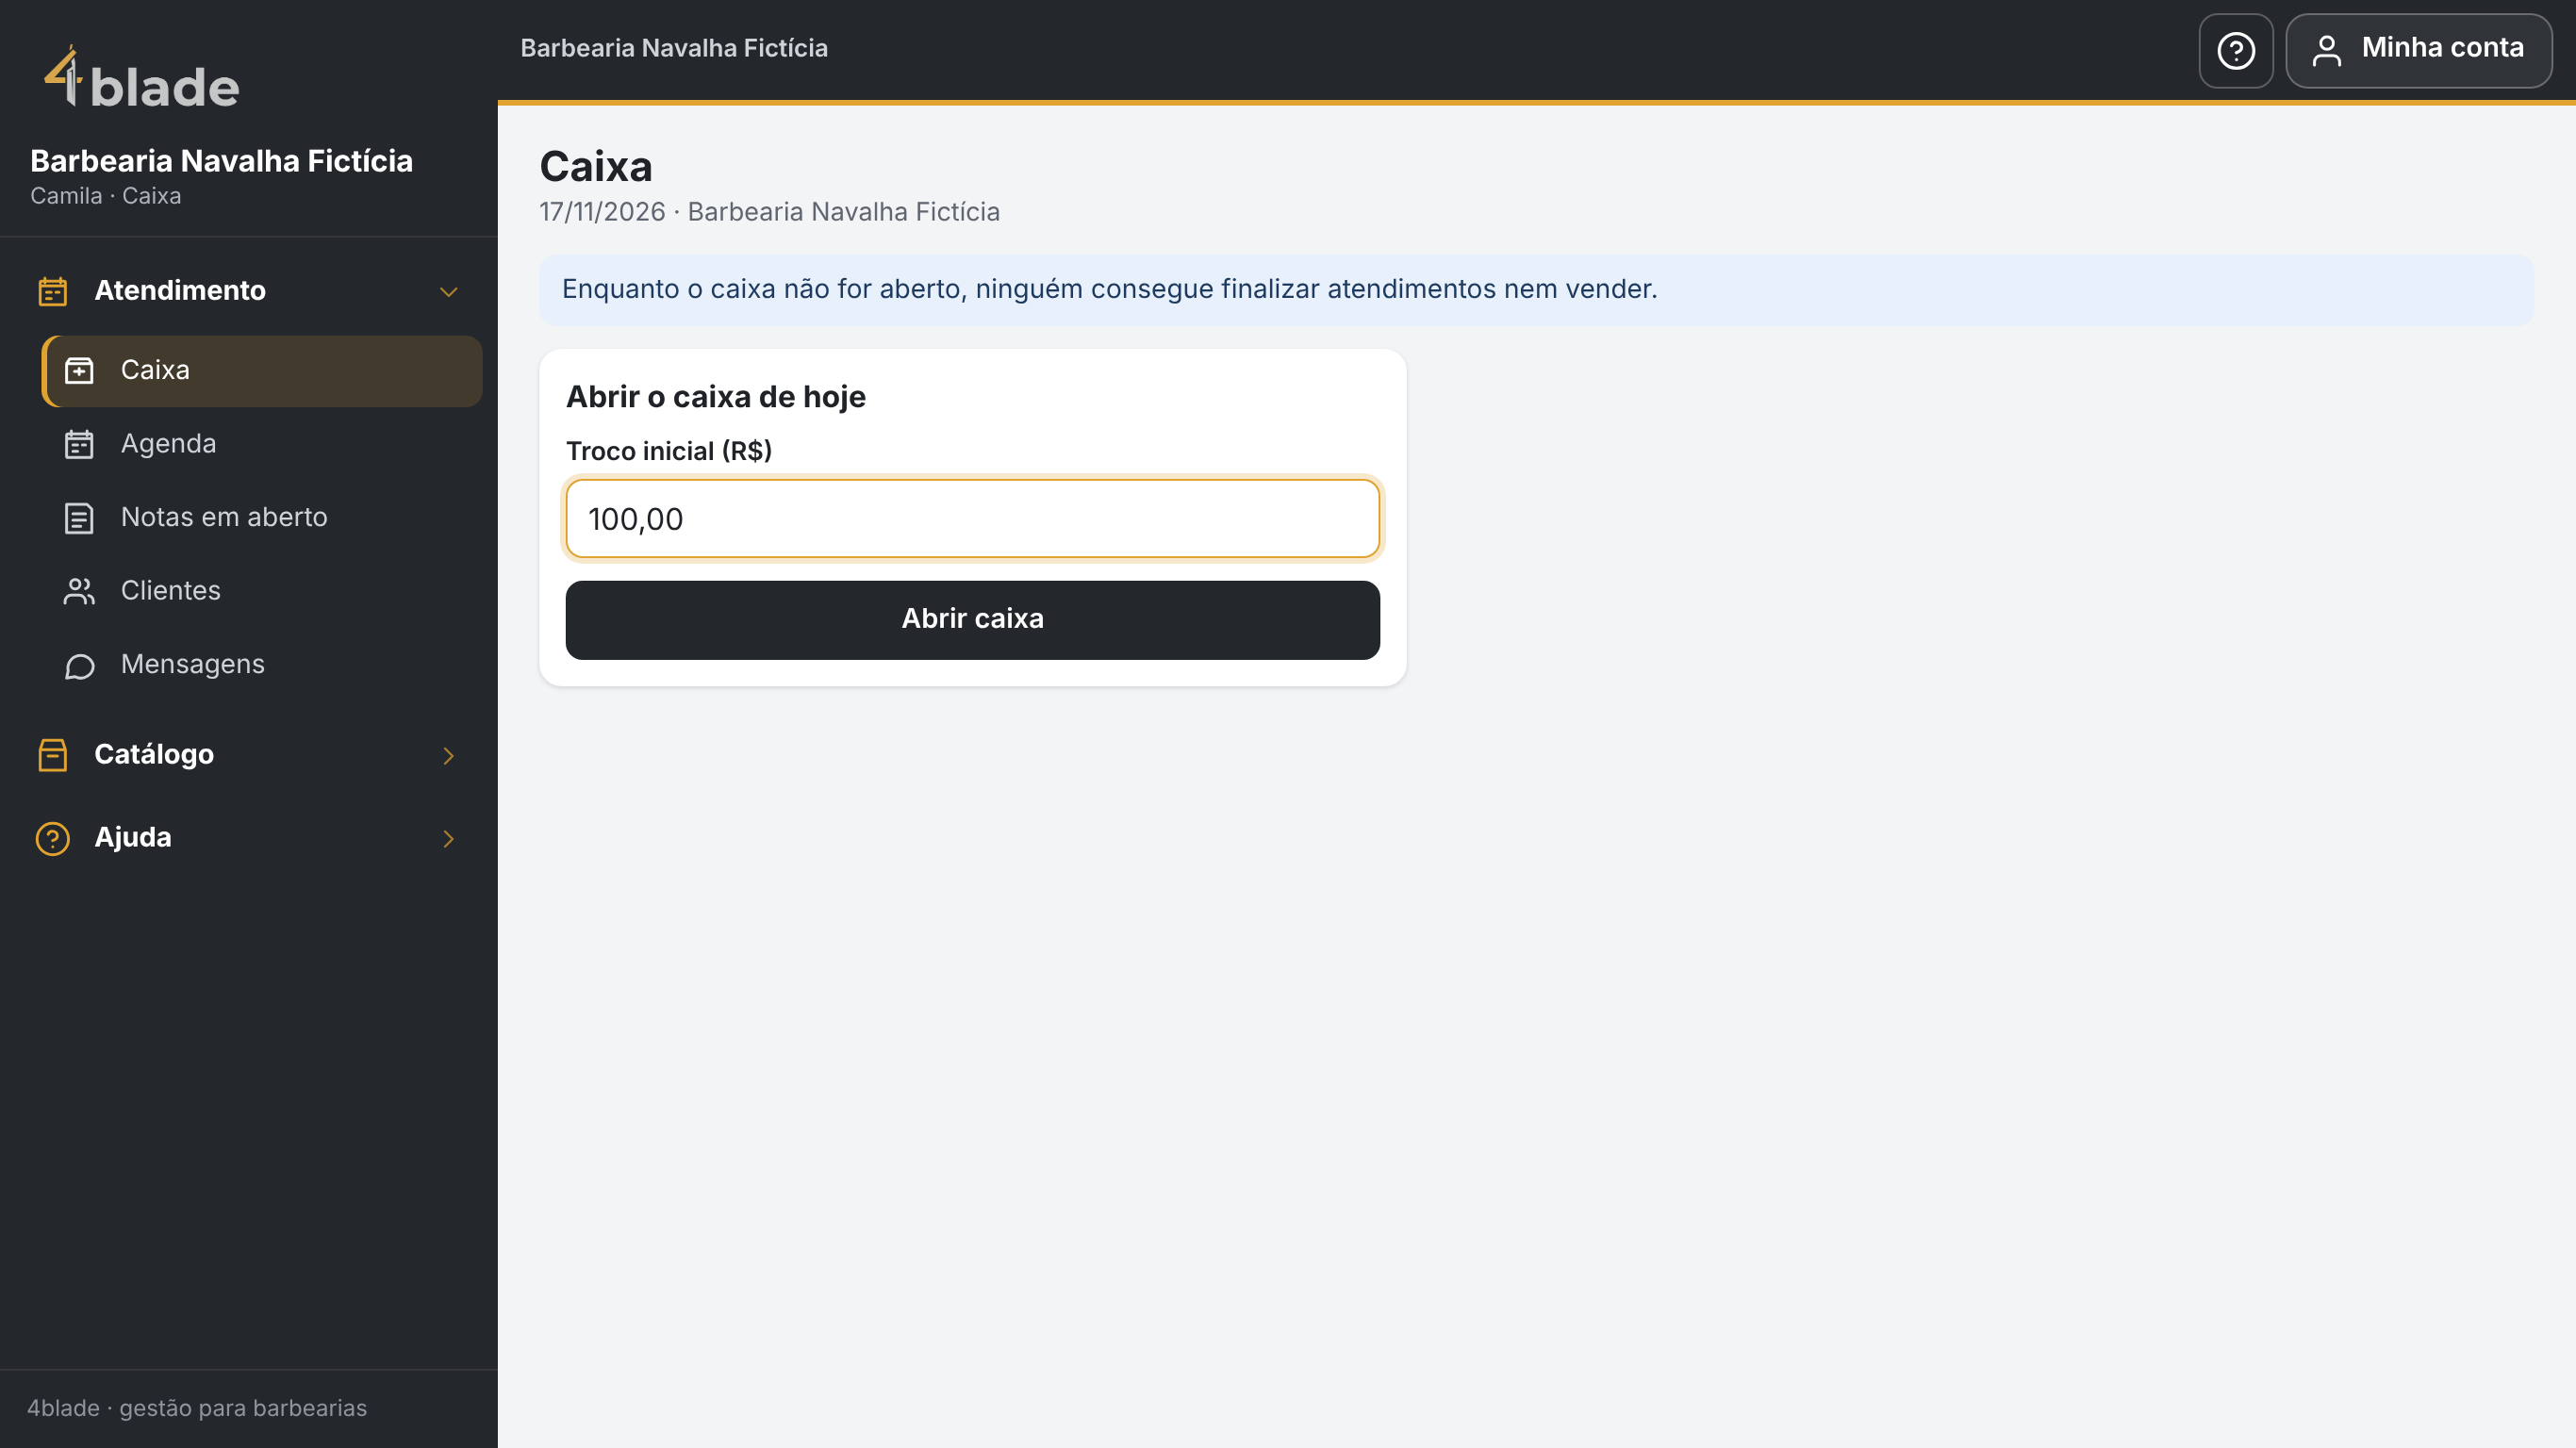 4blade
Barbearia Navalha Fictícia
Camila · Caixa
Atendimento
Caixa
Agenda
Notas em aberto
Clientes
Mensagens
Catálogo
Ajuda
4blade · gestão para barbearias
Barbearia Navalha Fictícia
Minha conta
Caixa
17/11/2026 · Barbearia Navalha Fictícia
Enquanto o caixa não for aberto, ninguém consegue finalizar atendimentos nem vender.
Abrir o caixa de hoje
Troco inicial (R$)
100,00
Abrir caixa